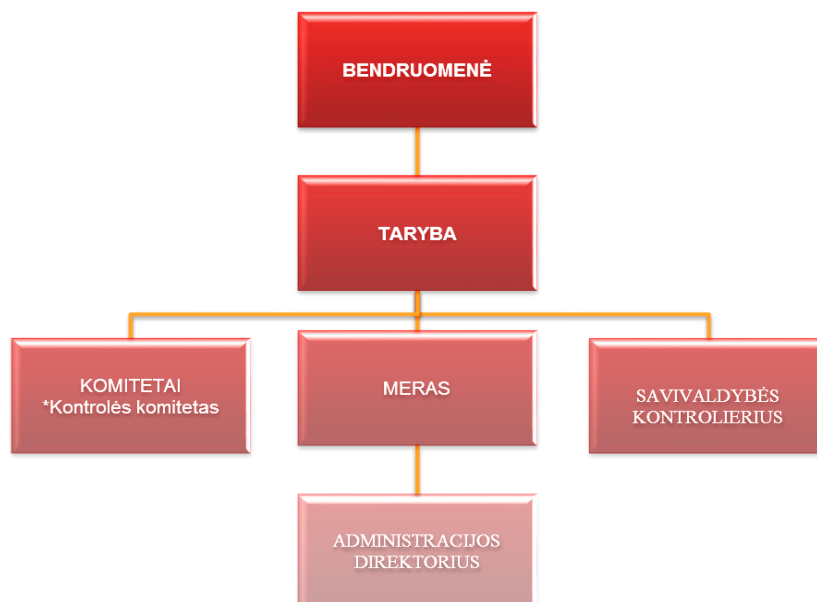 BENDRUOMENĖ
TARYBA
KOMITETAI
*Kontrolės komitetas
MERAS
SAVIVALDYBĖS
KONTROLIERIUS
ADMINISTRACIJOS
DIREKTORIUS